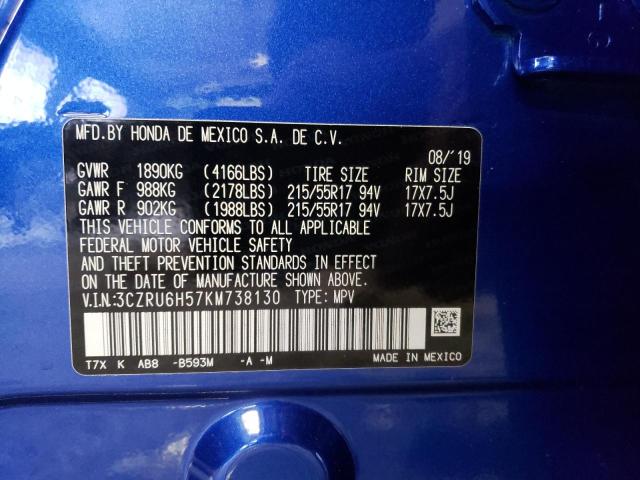 MFD.BY HONDA DE MEXICO S.A. DE C.V.
08/'19
GVWR 1890KG (4166LBS) TIRE SIZE RIM SIZE
GAWR F 988KG (2178LBS) 215/55R17 94V 17X7.5J
GAWR R 902KG (1988LBS) 215/55R17 94V 17X7.5J
THIS VEHICLE CONFORMS TO ALL APPLICABLE
FEDERAL MOTOR VEHICLE SAFETY
AND THEFT PREVENTION STANDARDS IN EFFECT
ON THE DATE OF MANUFACTURE SHOWN ABOVE.
V.I.N:3CZRU6H57KM738130 TYPE: MPV
T7X K AB8 -B593M -A -M MADE IN MEXICO